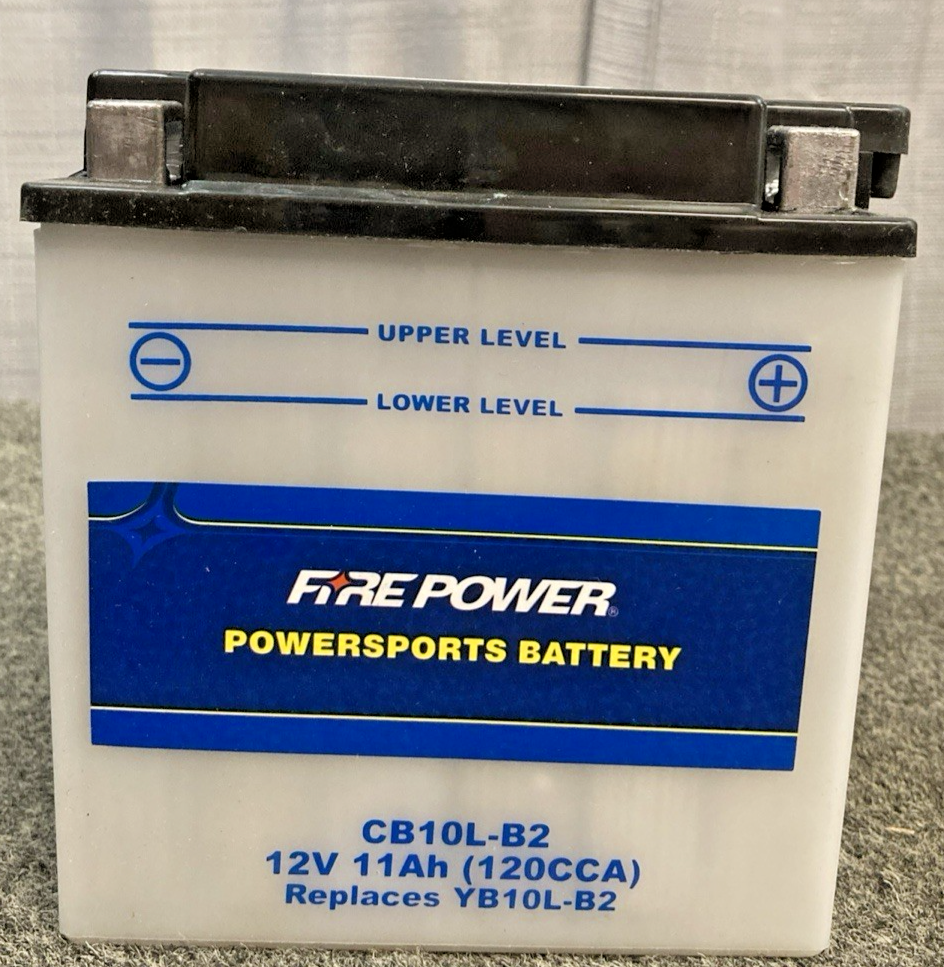 UPPER LEVEL
− +
LOWER LEVEL
FIRE POWER®
POWERSPORTS BATTERY
CB10L-B2
12V 11Ah (120CCA)
Replaces YB10L-B2